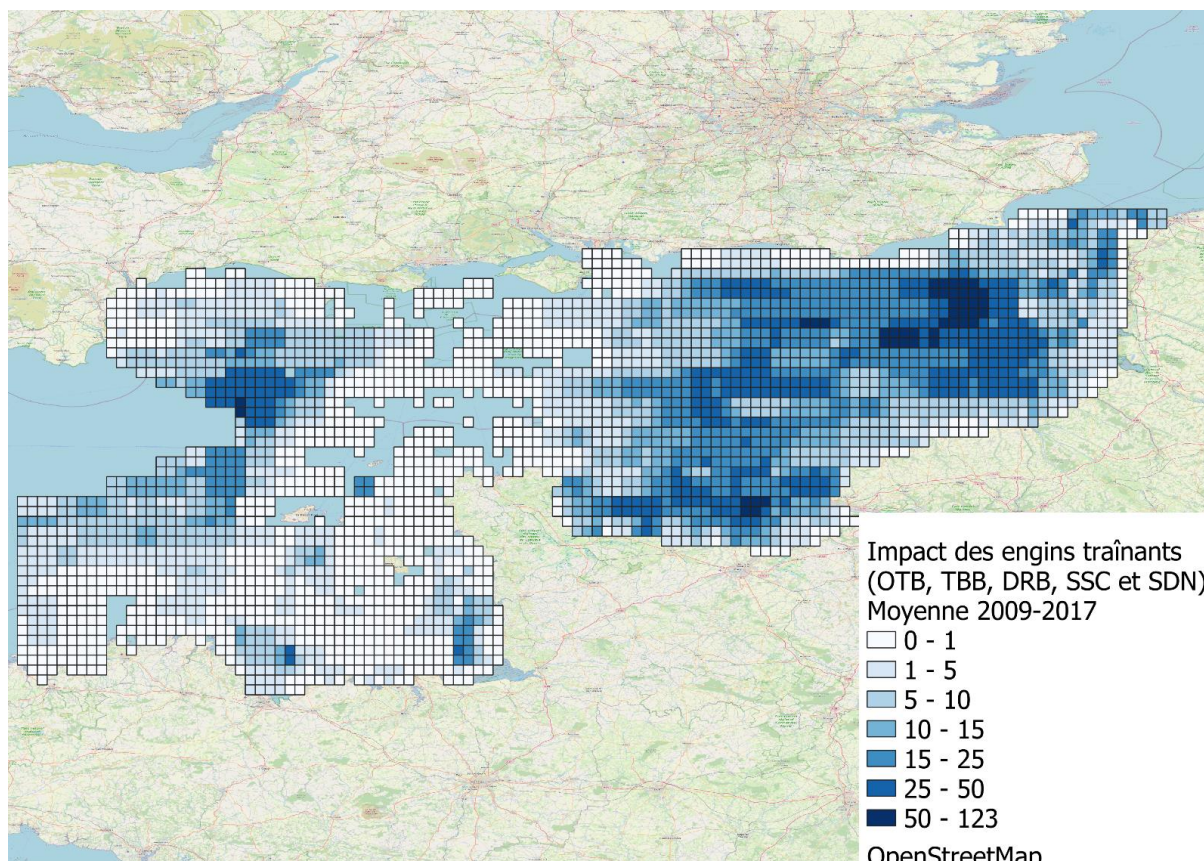 Impact des engins traînants
(OTB, TBB, DRB, SSC et SDN)
Moyenne 2009-2017
0 - 1
1 - 5
5 - 10
10 - 15
15 - 25
25 - 50
50 - 123
OpenStreetMap